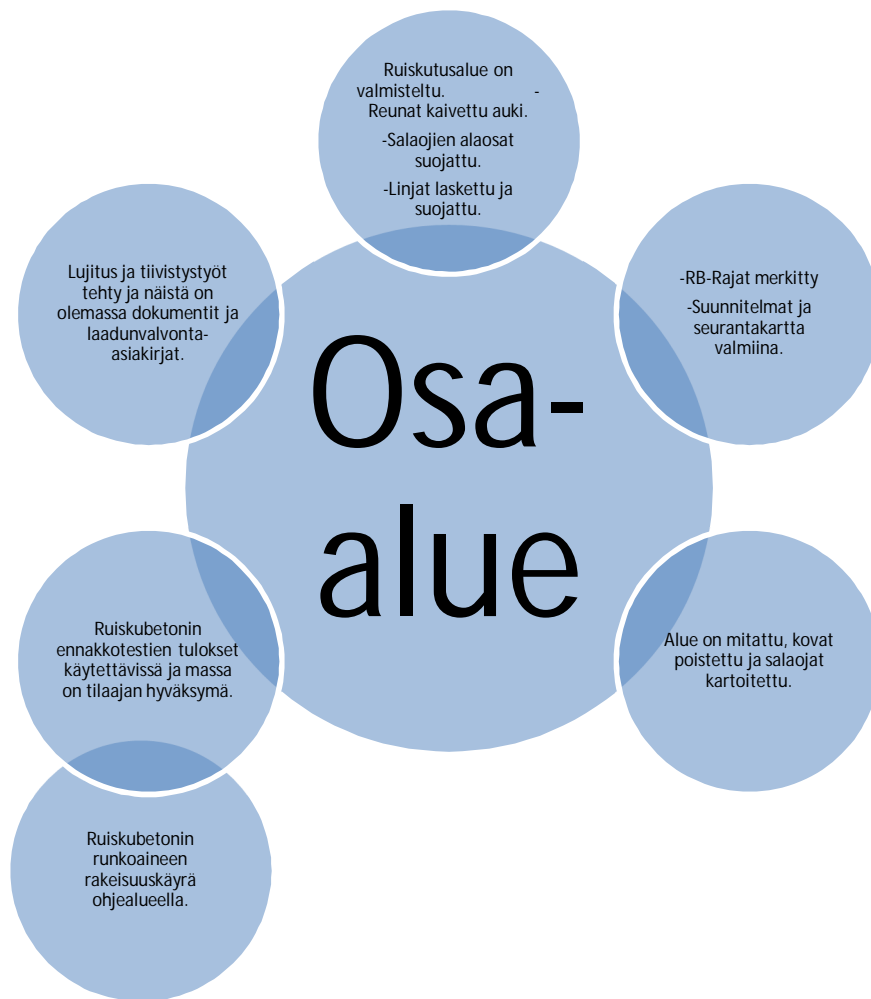 Ruiskutusalue on
valmisteltu. -
Reunat kaivettu auki.
-Salaojien alaosat
suojattu.
-Linjat laskettu ja
suojattu.
Lujitus ja tiivistystyöt
tehty ja näistä on
olemassa dokumentit ja
laadunvalvonta-
asiakirjat.
-RB-Rajat merkitty
-Suunnitelmat ja
seurantakartta
valmiina.
Osa-
alue
Ruiskubetonin
ennakkotestien tulokset
käytettävissä ja massa
on tilaajan hyväksymä.
Alue on mitattu, kovat
poistettu ja salaojat
kartoitettu.
Ruiskubetonin
runkoaineen
rakeisuuskäyrä
ohjealueella.